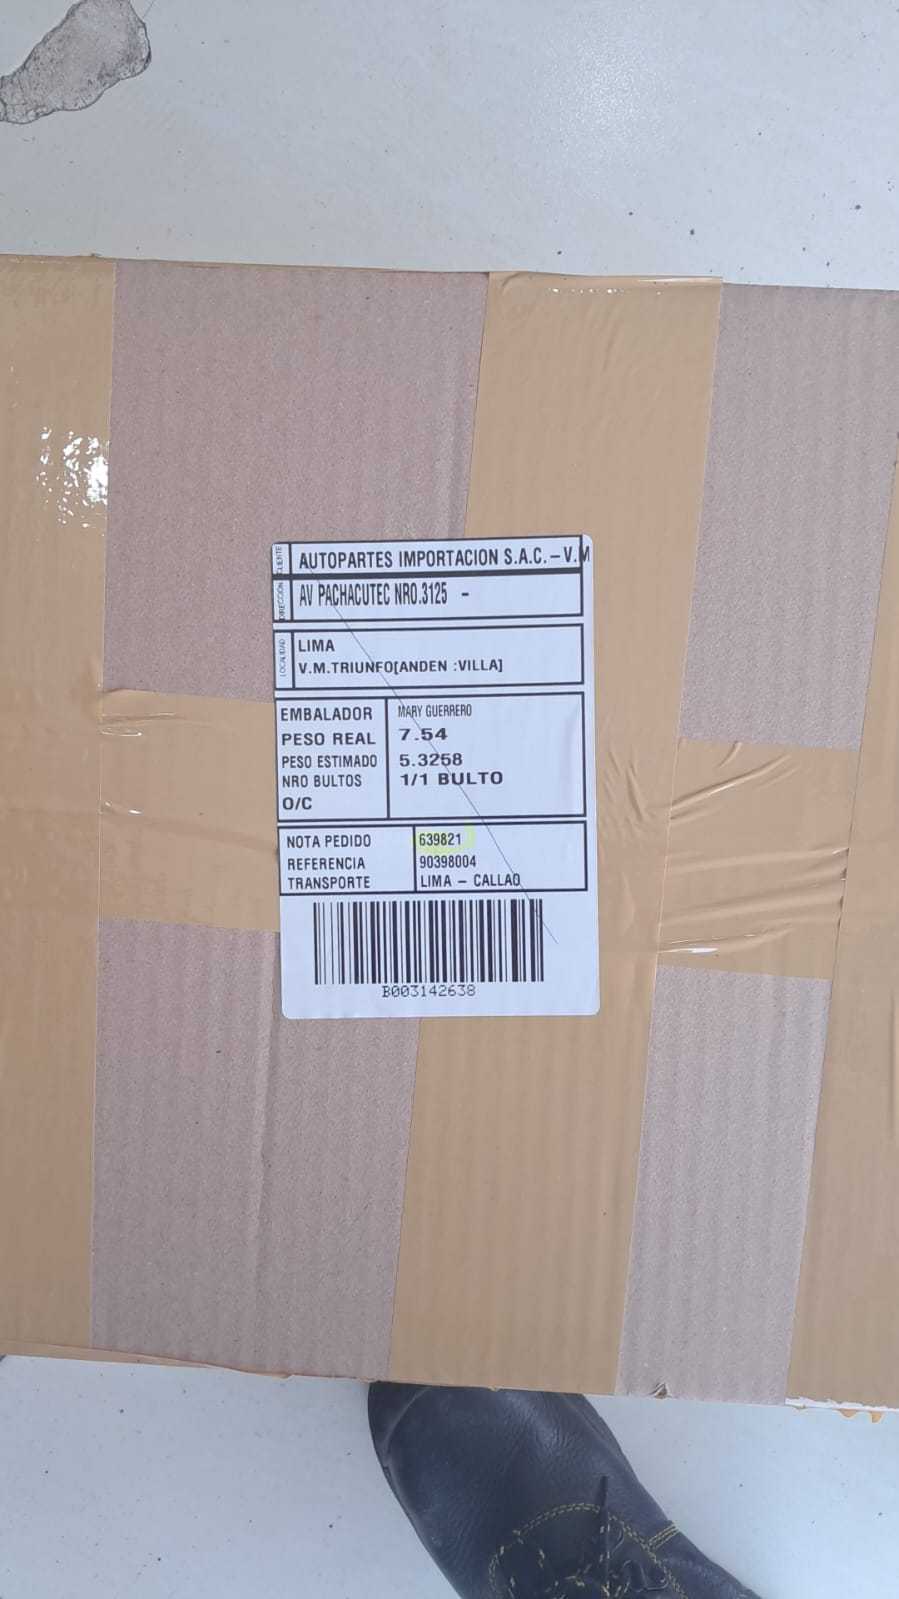 CLIENTE AUTOPARTES IMPORTACION S.A.C. – V.M
DIRECCION AV PACHACUTEC NRO.3125 -
LOCALIDAD LIMA
V.M.TRIUNFO[ANDEN :VILLA]
EMBALADOR MARY GUERRERO
PESO REAL 7.54
PESO ESTIMADO 5.3258
NRO BULTOS 1/1 BULTO
O/C
NOTA PEDIDO 639821
REFERENCIA 90398004
TRANSPORTE LIMA – CALLAO
B003142638